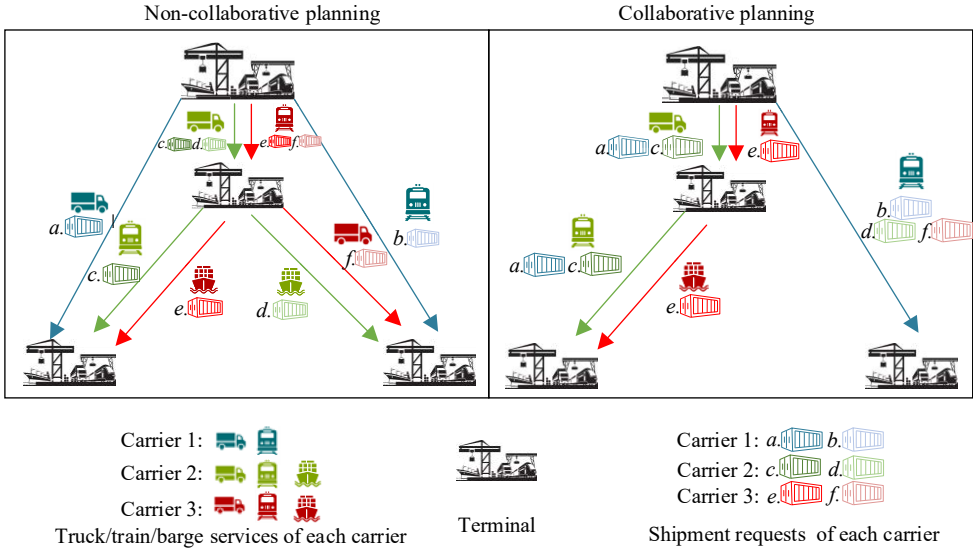 Non-collaborative planning
Collaborative planning
c. d. e. f.
a.
c.
b.
f.
e.
d.
a. c. e.
b.
d. f.
a. c.
e.
Carrier 1:
Carrier 2:
Carrier 3:
Truck/train/barge services of each carrier
Terminal
Carrier 1: a. b.
Carrier 2: c. d.
Carrier 3: e. f.
Shipment requests of each carrier